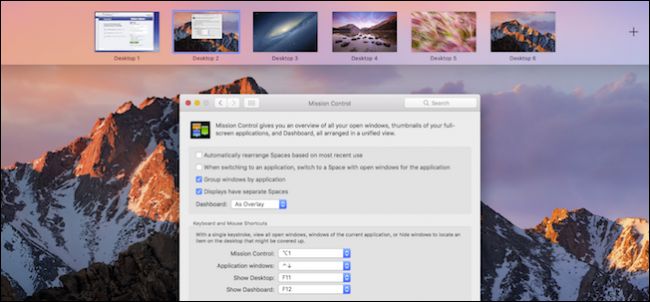 Desktop 1 Desktop 2 Desktop 3 Desktop 4 Desktop 5 Desktop 6
Mission Control
Search
Mission Control gives you an overview of all your open windows, thumbnails of your full-
screen applications, and Dashboard, all arranged in a unified view.
Automatically rearrange Spaces based on most recent use
When switching to an application, switch to a Space with open windows for the application
Group windows by application
Displays have separate Spaces
Dashboard: As Overlay
Keyboard and Mouse Shortcuts
With a single keystroke, view all open windows, windows of the current application, or hide windows to locate an
item on the desktop that might be covered up.
Mission Control: ⌥1
Application windows: ^↓
Show Desktop: F11
Show Dashboard: F12